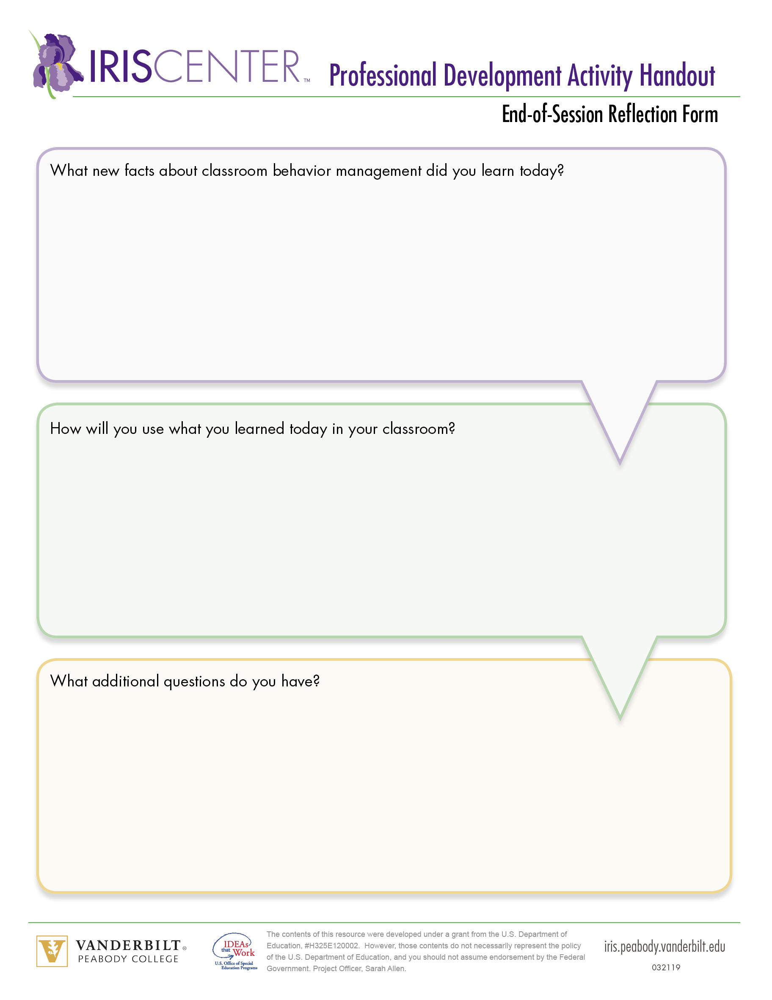 IRISCENTER™ Professional Development Activity Handout
End-of-Session Reflection Form
What new facts about classroom behavior management did you learn today?
How will you use what you learned today in your classroom?
What additional questions do you have?
VANDERBILT®
PEABODY COLLEGE
IDEAs
that Work
U.S. Office of Special
Education Programs
The contents of this resource were developed under a grant from the U.S. Department of
Education, #H325E120002.  However, those contents do not necessarily represent the policy
of the U.S. Department of Education, and you should not assume endorsement by the Federal
Government. Project Officer, Sarah Allen.
iris.peabody.vanderbilt.edu
032119